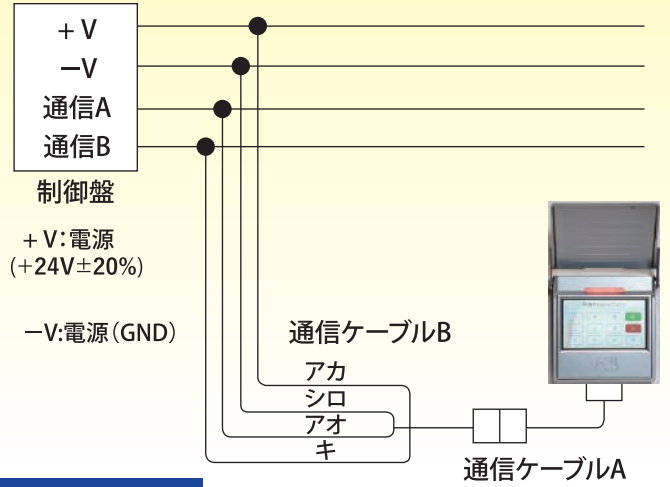 +V
−V
通信A
通信B
制御盤
+V:電源
(+24V±20%)
−V:電源(GND)
通信ケーブルB
アカ
シロ
アオ
キ
通信ケーブルA